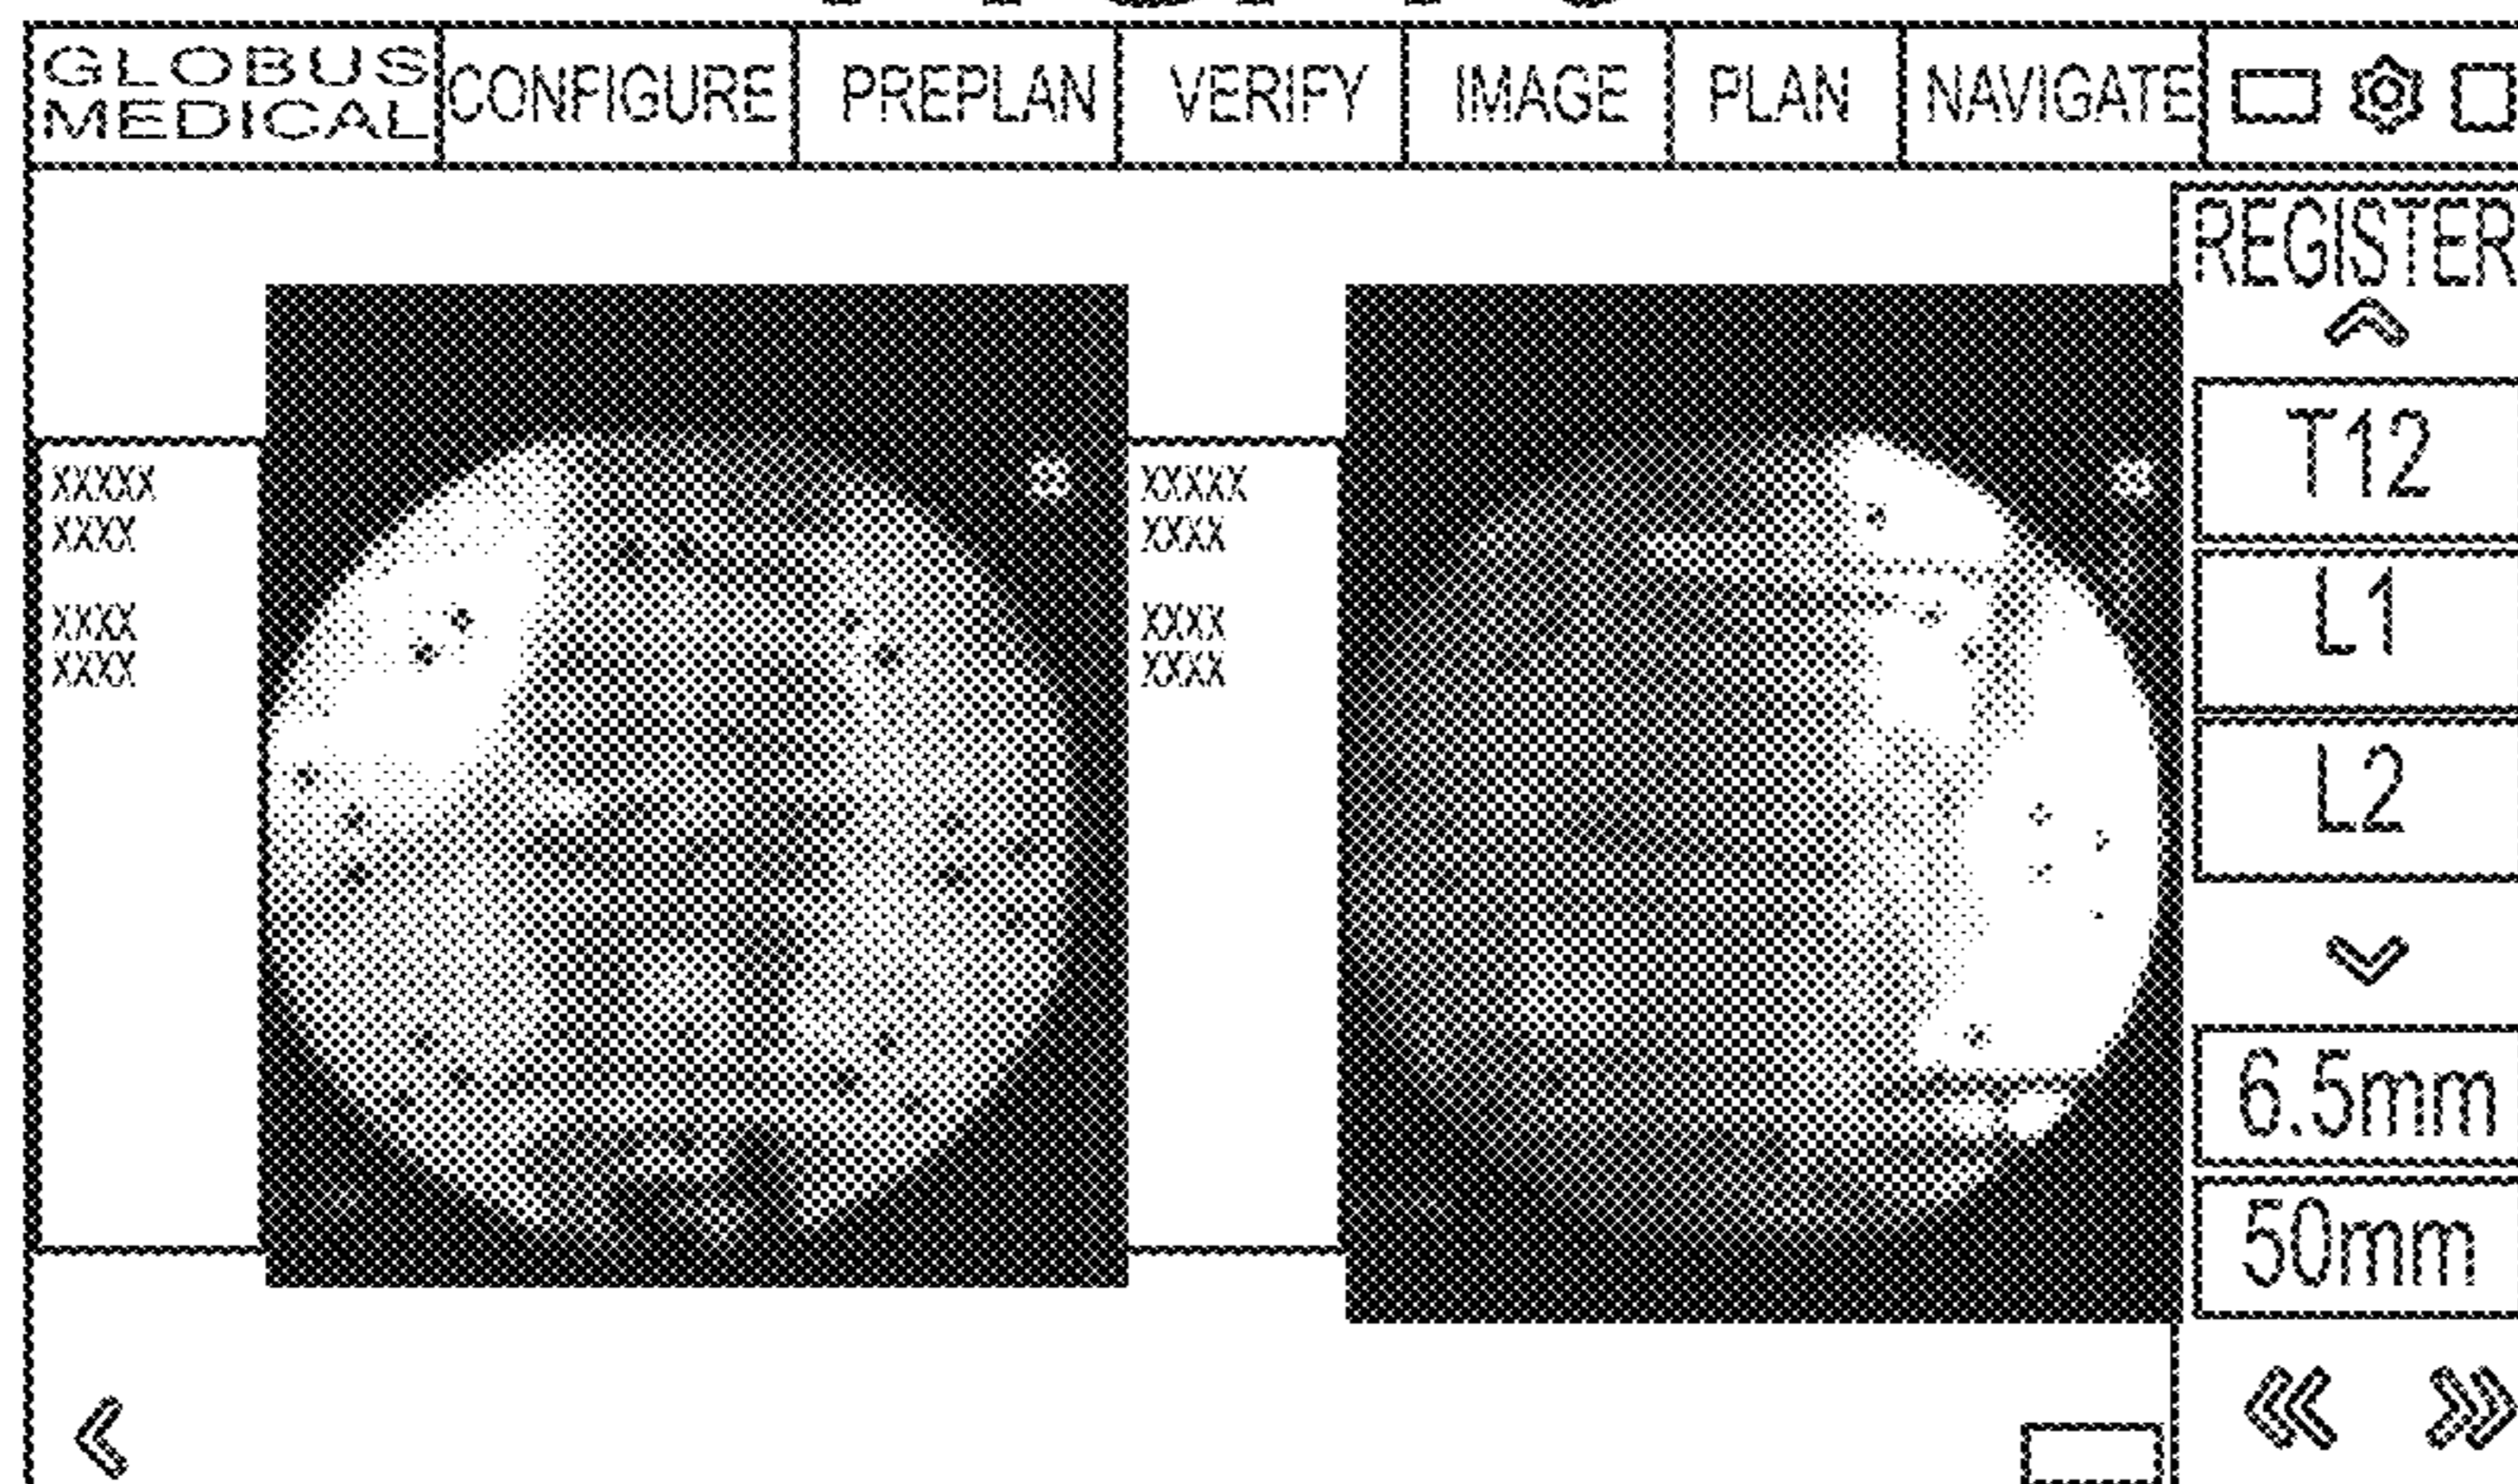 GLOBUS
MEDICAL
CONFIGURE
PREPLAN
VERIFY
IMAGE
PLAN
NAVIGATE
REGISTER
T12
L1
L2
6.5mm
50mm
XXXXX
XXXX
XXXX
XXXX
XXXXX
XXXX
XXXX
XXXX